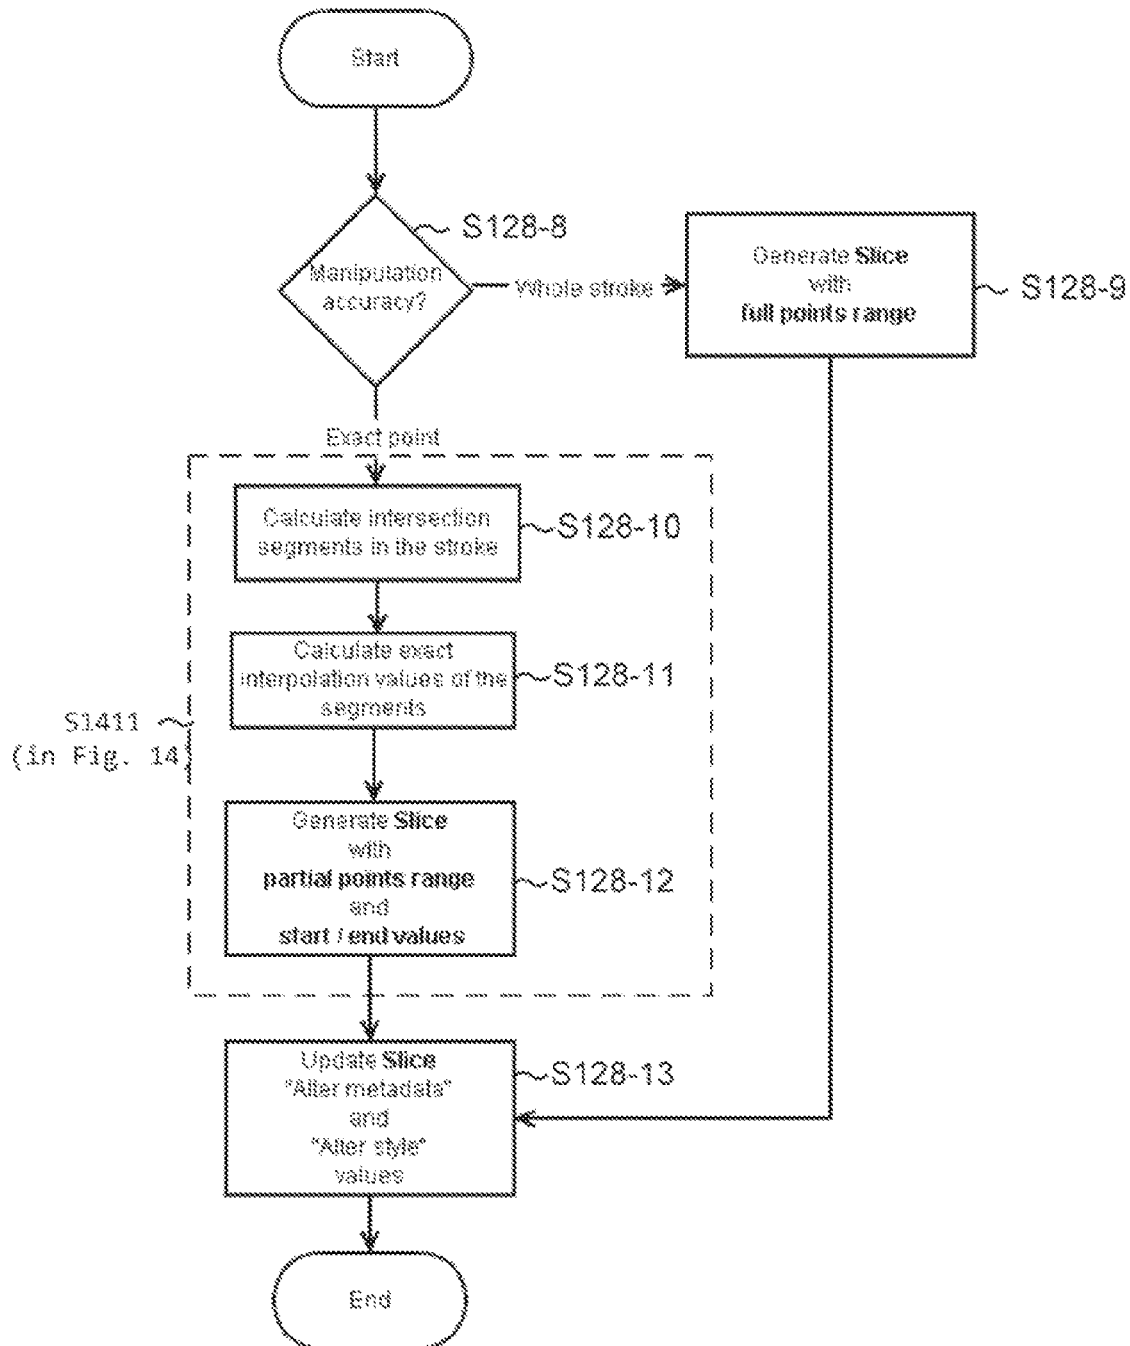 Start
S128-8
Manipulation
accuracy?
Whole stroke
Generate Slice
with
full points range
S128-9
Exact point
Calculate intersection
segments in the stroke
S128-10
Calculate exact
interpolation values of the
segments
S128-11
S1411
(in Fig. 14)
Generate Slice
with
partial points range
and
start / end values
S128-12
Update Slice
"Alter metadata"
and
"Alter style"
values
S128-13
End